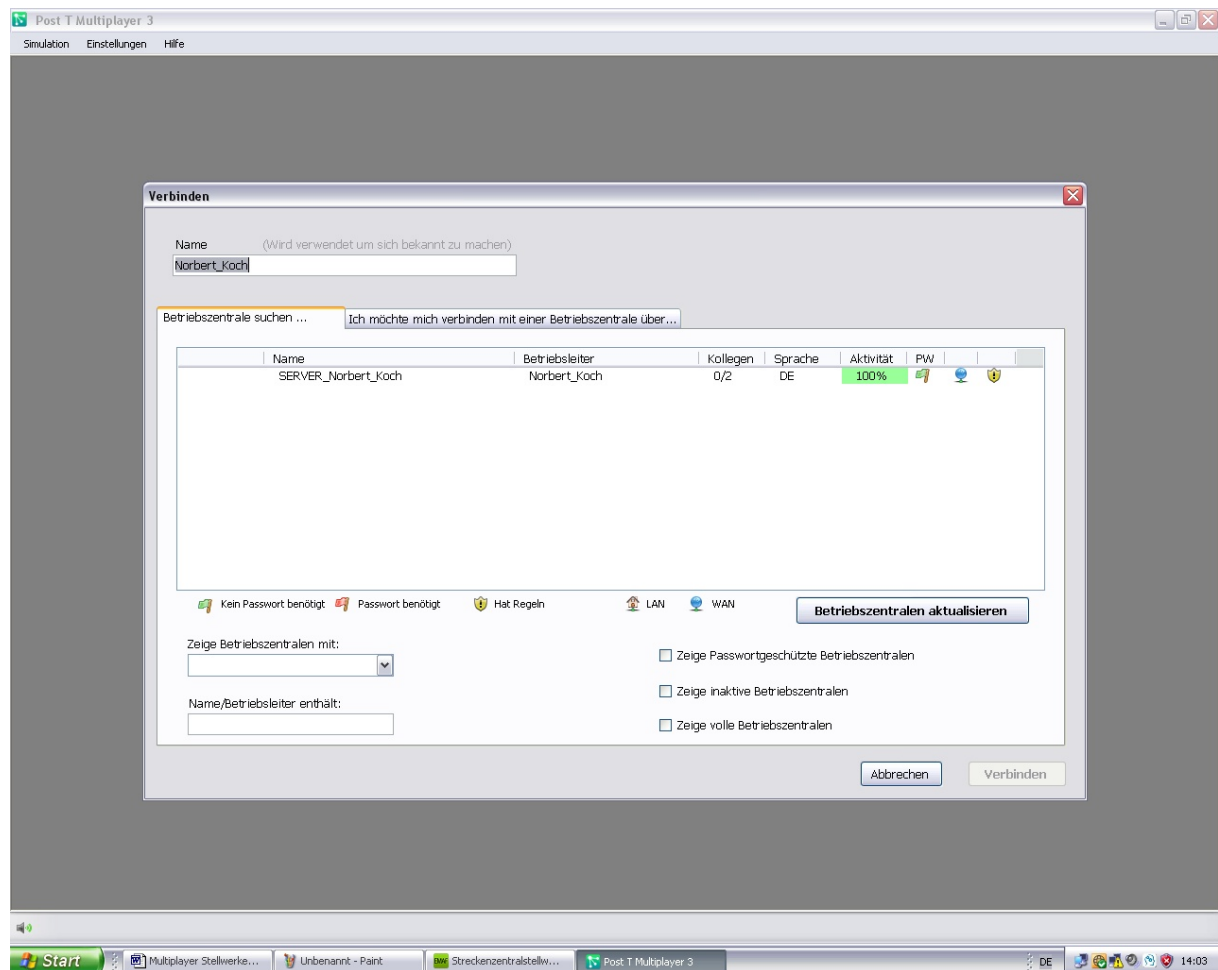 Post T Multiplayer 3
Simulation Einstellungen Hilfe
Verbinden
Name (Wird verwendet um sich bekannt zu machen)
Norbert_Koch
Betriebszentrale suchen ... Ich möchte mich verbinden mit einer Betriebszentrale über...
Name Betriebsleiter Kollegen Sprache Aktivität PW
SERVER_Norbert_Koch Norbert_Koch 0/2 DE 100%
Kein Passwort benötigt Passwort benötigt Hat Regeln LAN WAN
Betriebszentralen aktualisieren
Zeige Betriebszentralen mit:
Zeige Passwortgeschützte Betriebszentralen
Zeige inaktive Betriebszentralen
Name/Betriebsleiter enthält:
Zeige volle Betriebszentralen
Abbrechen Verbinden
Start Multiplayer Stellwerke... Unbenannt - Paint BW Streckenzentralstellw... Post T Multiplayer 3 DE 14:03